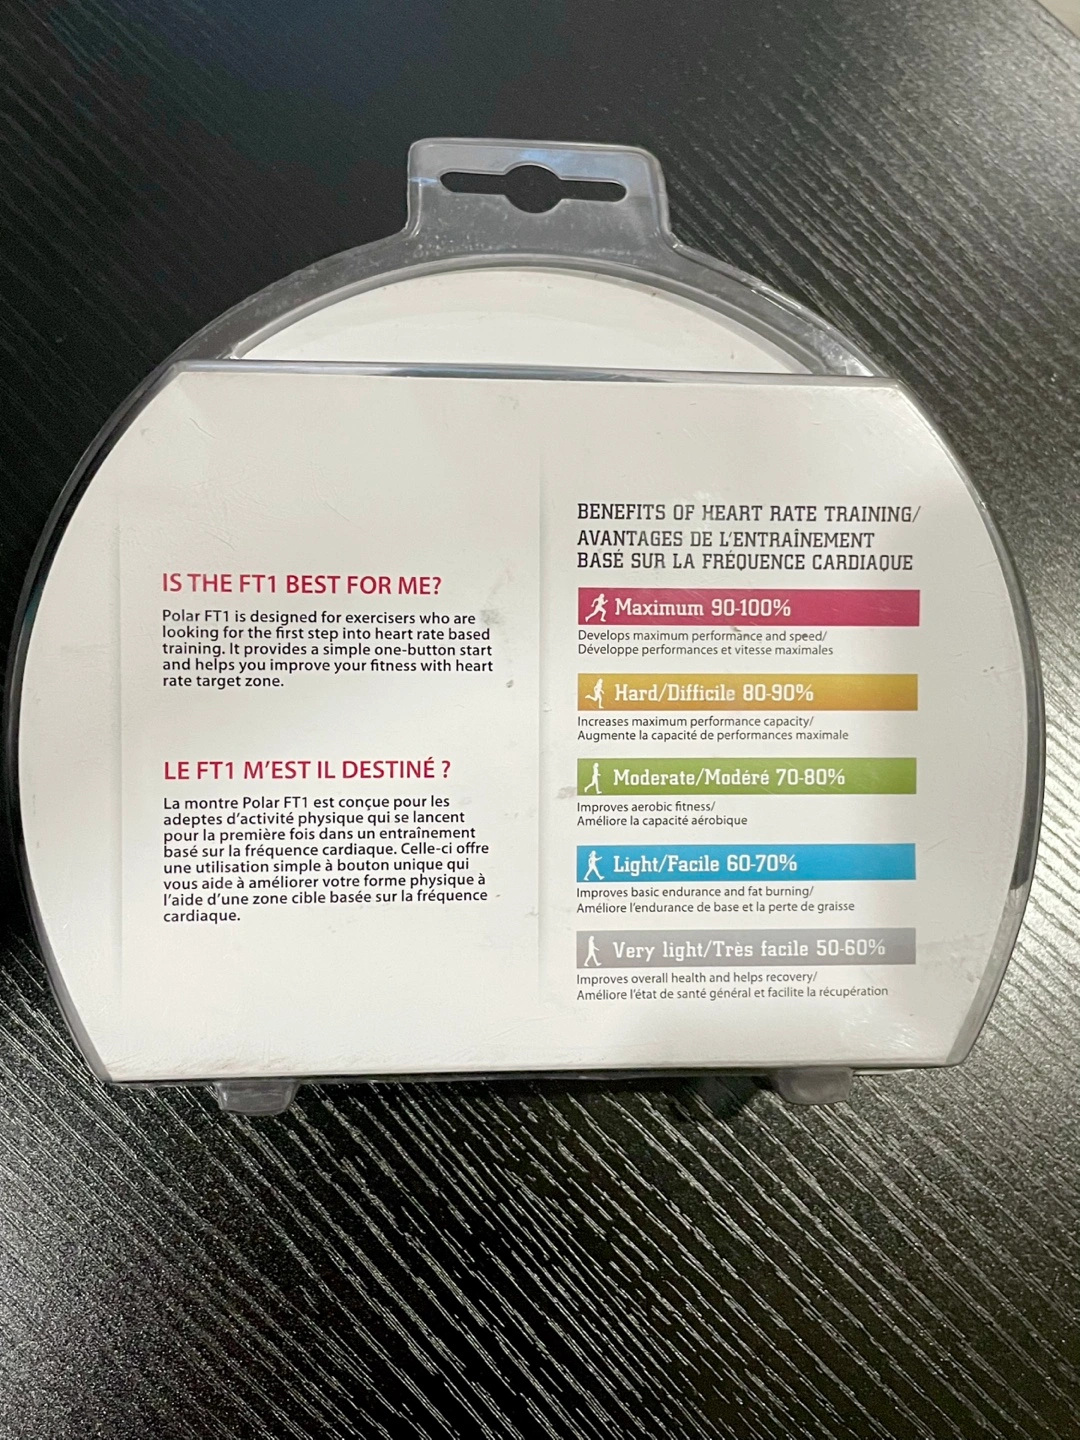 IS THE FT1 BEST FOR ME?
Polar FT1 is designed for exercisers who are
looking for the first step into heart rate based
training. It provides a simple one-button start
and helps you improve your fitness with heart
rate target zone.
LE FT1 M'EST IL DESTINÉ ?
La montre Polar FT1 est conçue pour les
adeptes d'activité physique qui se lancent
pour la première fois dans un entraînement
basé sur la fréquence cardiaque. Celle-ci offre
une utilisation simple à bouton unique qui
vous aide à améliorer votre forme physique à
l'aide d'une zone cible basée sur la fréquence
cardiaque.
BENEFITS OF HEART RATE TRAINING/
AVANTAGES DE L'ENTRAÎNEMENT
BASÉ SUR LA FRÉQUENCE CARDIAQUE
Maximum 90-100%
Develops maximum performance and speed/
Développe performances et vitesse maximales
Hard/Difficile 80-90%
Increases maximum performance capacity/
Augmente la capacité de performances maximale
Moderate/Modéré 70-80%
Improves aerobic fitness/
Améliore la capacité aérobique
Light/Facile 60-70%
Improves basic endurance and fat burning/
Améliore l'endurance de base et la perte de graisse
Very light/Très facile 50-60%
Improves overall health and helps recovery/
Améliore l'état de santé général et facilite la récupération